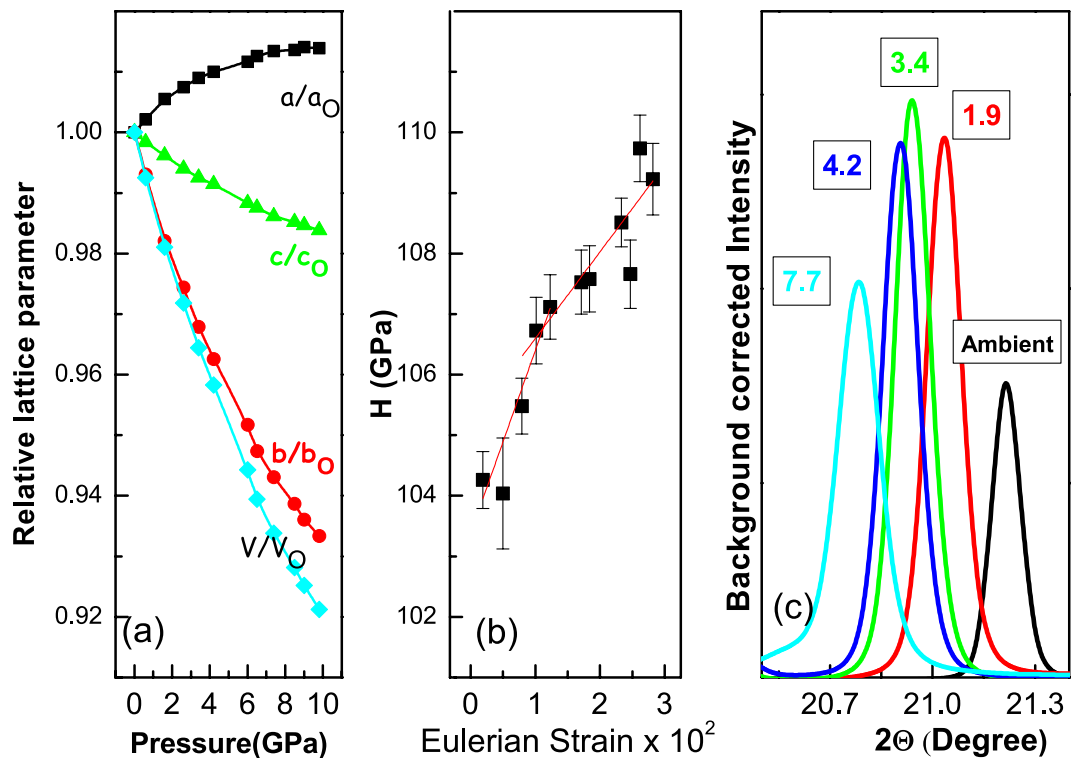 Relative lattice parameter
1.00
0.98
0.96
0.94
0.92
a/aO
c/cO
b/bO
V/VO
(a)
0 2 4 6 8 10
Pressure(GPa)
H (GPa)
110
108
106
104
102
(b)
0 1 2 3
Eulerian Strain x 10²
Background corrected Intensity
3.4
1.9
4.2
7.7
Ambient
(c)
20.7 21.0 21.3
2Θ (Degree)